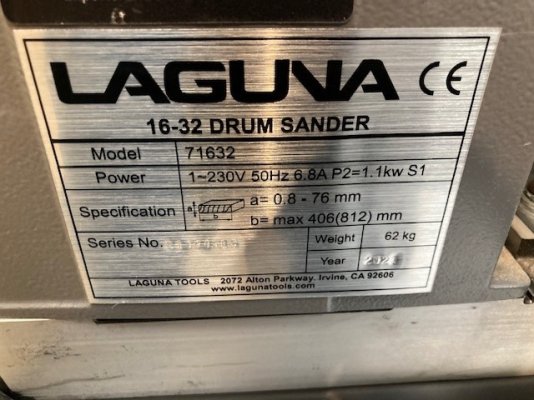 LAGUNA CE
16-32 DRUM SANDER
Model 71632
Power 1~230V 50Hz 6.8A P2=1.1kw S1
Specification a b a= 0.8 - 76 mm
b= max 406(812) mm
Series No. Weight 62 kg
Year
LAGUNA TOOLS 2072 Alton Parkway. Irvine, CA 92606
www.lagunatools.com